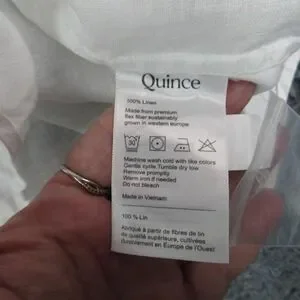 Quince
100% Linen
Made from premium
flax fiber sustainably
grown in western europe
30
Machine wash cold with like colors
Gentle cycle Tumble dry low
Remove promptly
Warm iron if needed
Do not bleach
Made in Vietnam
100 % Lin
Fabriqué à partir de fibres de lin
de qualité supérieure, cultivées
durablement en Europe de l'Ouest